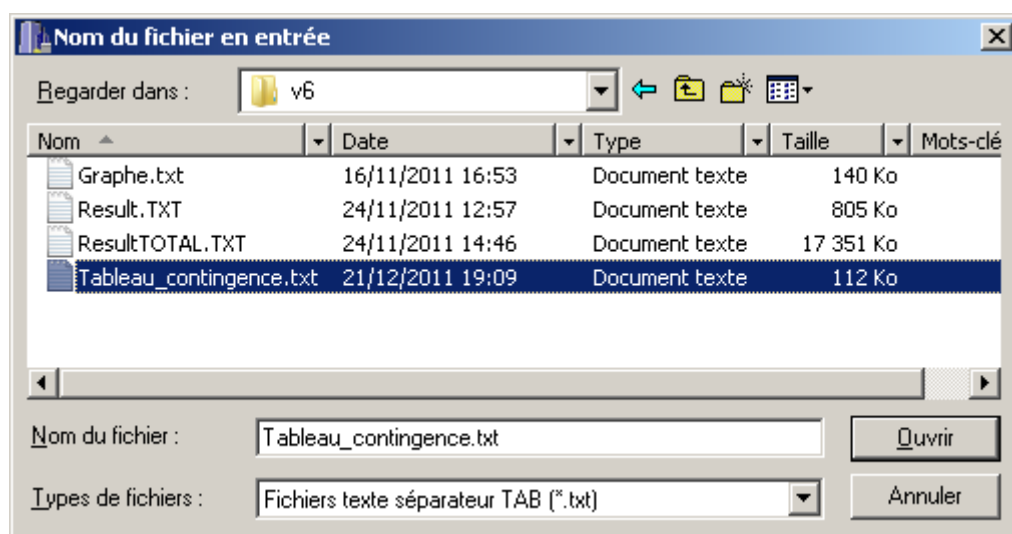 Nom du fichier en entrée
Regarder dans : v6
Nom Date Type Taille Mots-clé
Graphe.txt 16/11/2011 16:53 Document texte 140 Ko
Result.TXT 24/11/2011 12:57 Document texte 805 Ko
ResultTOTAL.TXT 24/11/2011 14:46 Document texte 17 351 Ko
Tableau_contingence.txt 21/12/2011 19:09 Document texte 112 Ko
Nom du fichier : Tableau_contingence.txt Ouvrir
Types de fichiers : Fichiers texte séparateur TAB (*.txt) Annuler